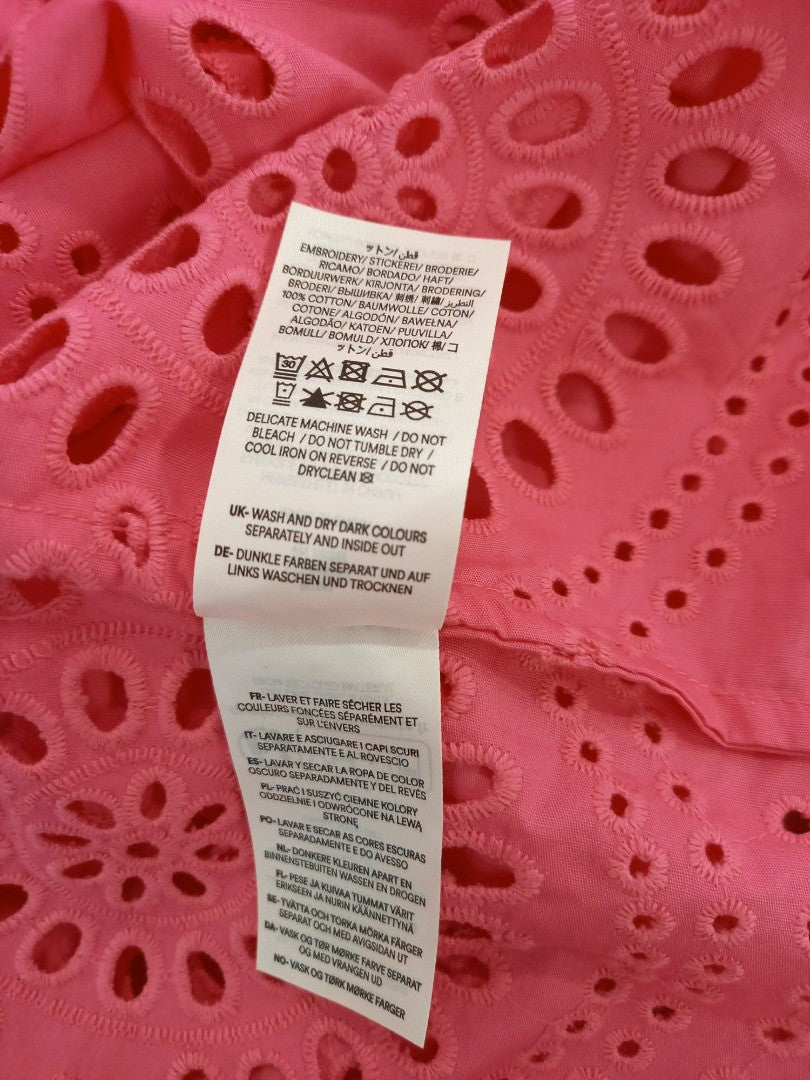 ットン/ قطن/
EMBROIDERY/ STICKEREI/ BRODERIE/
RICAMO/ BORDADO/ HAFT/
BORDUURWERK/ KIRJONTA/ BRODERING/
BRODERI/ ВЫШИВКА/ 刺绣/ 刺繍/ التطريز/
100% COTTON/ BAUMWOLLE/ COTON/
COTONE/ ALGODÓN/ BAWEŁNA/
ALGODÃO/ KATOEN/ PUUVILLA/
BOMULL/ BOMULD/ ХЛОПОК/ 棉/ コ
ットン/ قطن/
30
DELICATE MACHINE WASH / DO NOT
BLEACH / DO NOT TUMBLE DRY /
COOL IRON ON REVERSE / DO NOT
DRYCLEAN
UK- WASH AND DRY DARK COLOURS
SEPARATELY AND INSIDE OUT
DE- DUNKLE FARBEN SEPARAT UND AUF
LINKS WASCHEN UND TROCKNEN
FR- LAVER ET FAIRE SÉCHER LES
COULEURS FONCÉES SÉPARÉMENT ET
SUR L'ENVERS
IT- LAVARE E ASCIUGARE I CAPI SCURI
SEPARATAMENTE E AL ROVESCIO
ES- LAVAR Y SECAR LA ROPA DE COLOR
OSCURO SEPARADAMENTE Y DEL REVÉS
PL- PRAĆ I SUSZYĆ CIEMNE KOLORY
ODDZIELNIE I ODWRÓCONE NA LEWĄ
STRONĘ
PO- LAVAR E SECAR AS CORES ESCURAS
SEPARADAMENTE E DO AVESSO
NL- DONKERE KLEUREN APART EN
BINNENSTEBUITEN WASSEN EN DROGEN
FL- PESE JA KUIVAA TUMMAT VÄRIT
ERIKSEEN JA NURIN KÄÄNNETTYNÄ
SE- TVÄTTA OCH TORKA MÖRKA FÄRGER
SEPARAT OCH MED AVIGSIDAN UT
DA- VASK OG TØR MØRKE FARVE SEPARAT
OG MED VRANGEN UD
NO- VASK OG TØRK MØRKE FARGER